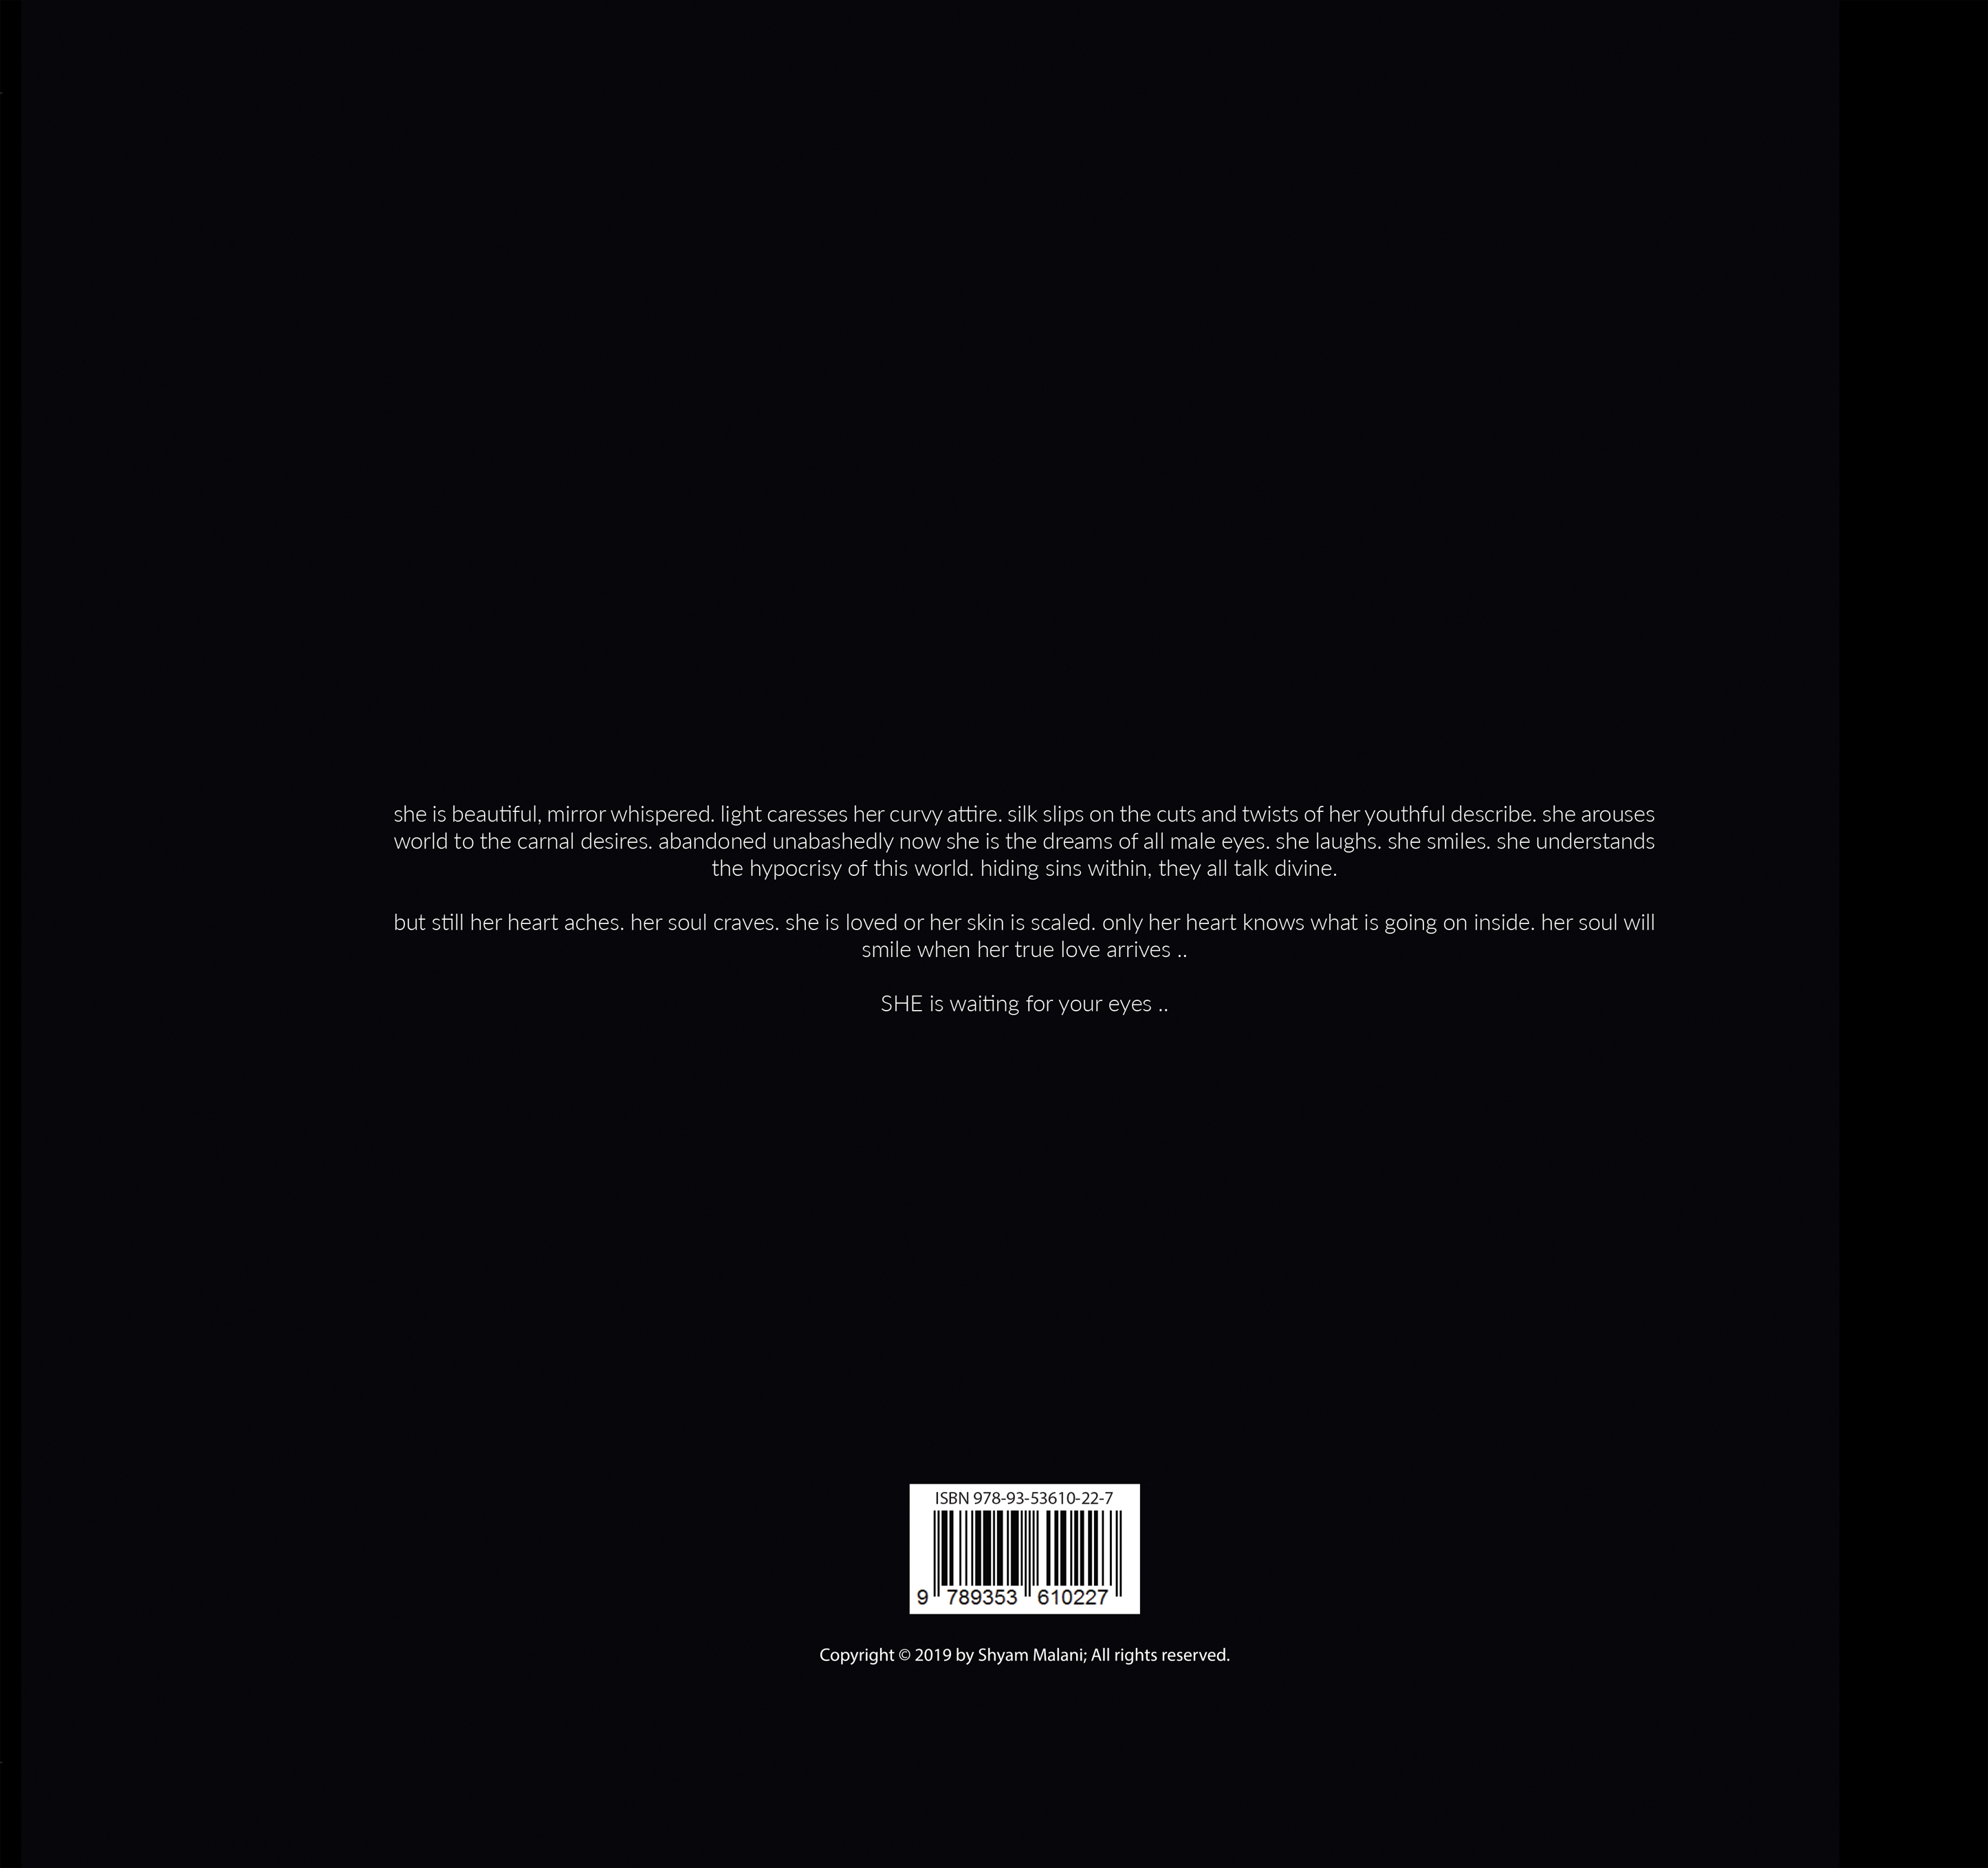 she is beautiful, mirror whispered. light caresses her curvy attire. silk slips on the cuts and twists of her youthful describe. she arouses
world to the carnal desires. abandoned unabashedly now she is the dreams of all male eyes. she laughs. she smiles. she understands
the hypocrisy of this world. hiding sins within, they all talk divine.
but still her heart aches. her soul craves. she is loved or her skin is scaled. only her heart knows what is going on inside. her soul will
smile when her true love arrives ..
SHE is waiting for your eyes ..
ISBN 978-93-53610-22-7
9 789353 610227
Copyright © 2019 by Shyam Malani; All rights reserved.